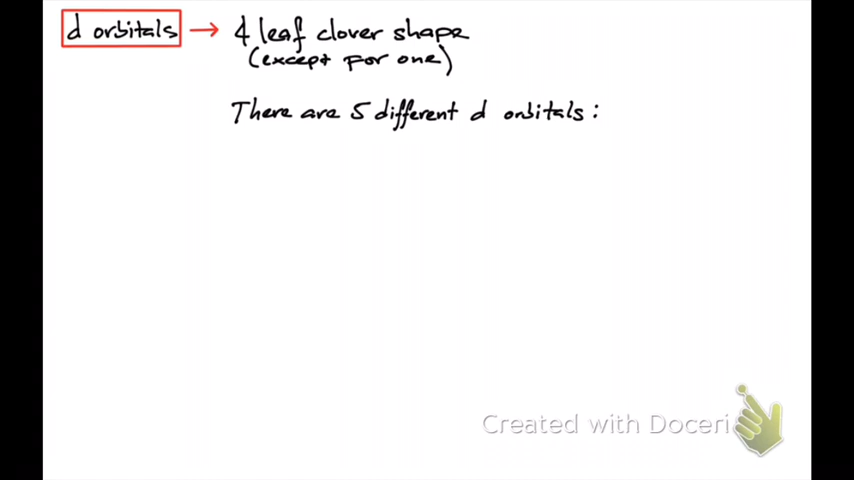 d orbitals → 4 leaf clover shape
(except for one)
There are 5 different d orbitals:
Created with Doceri